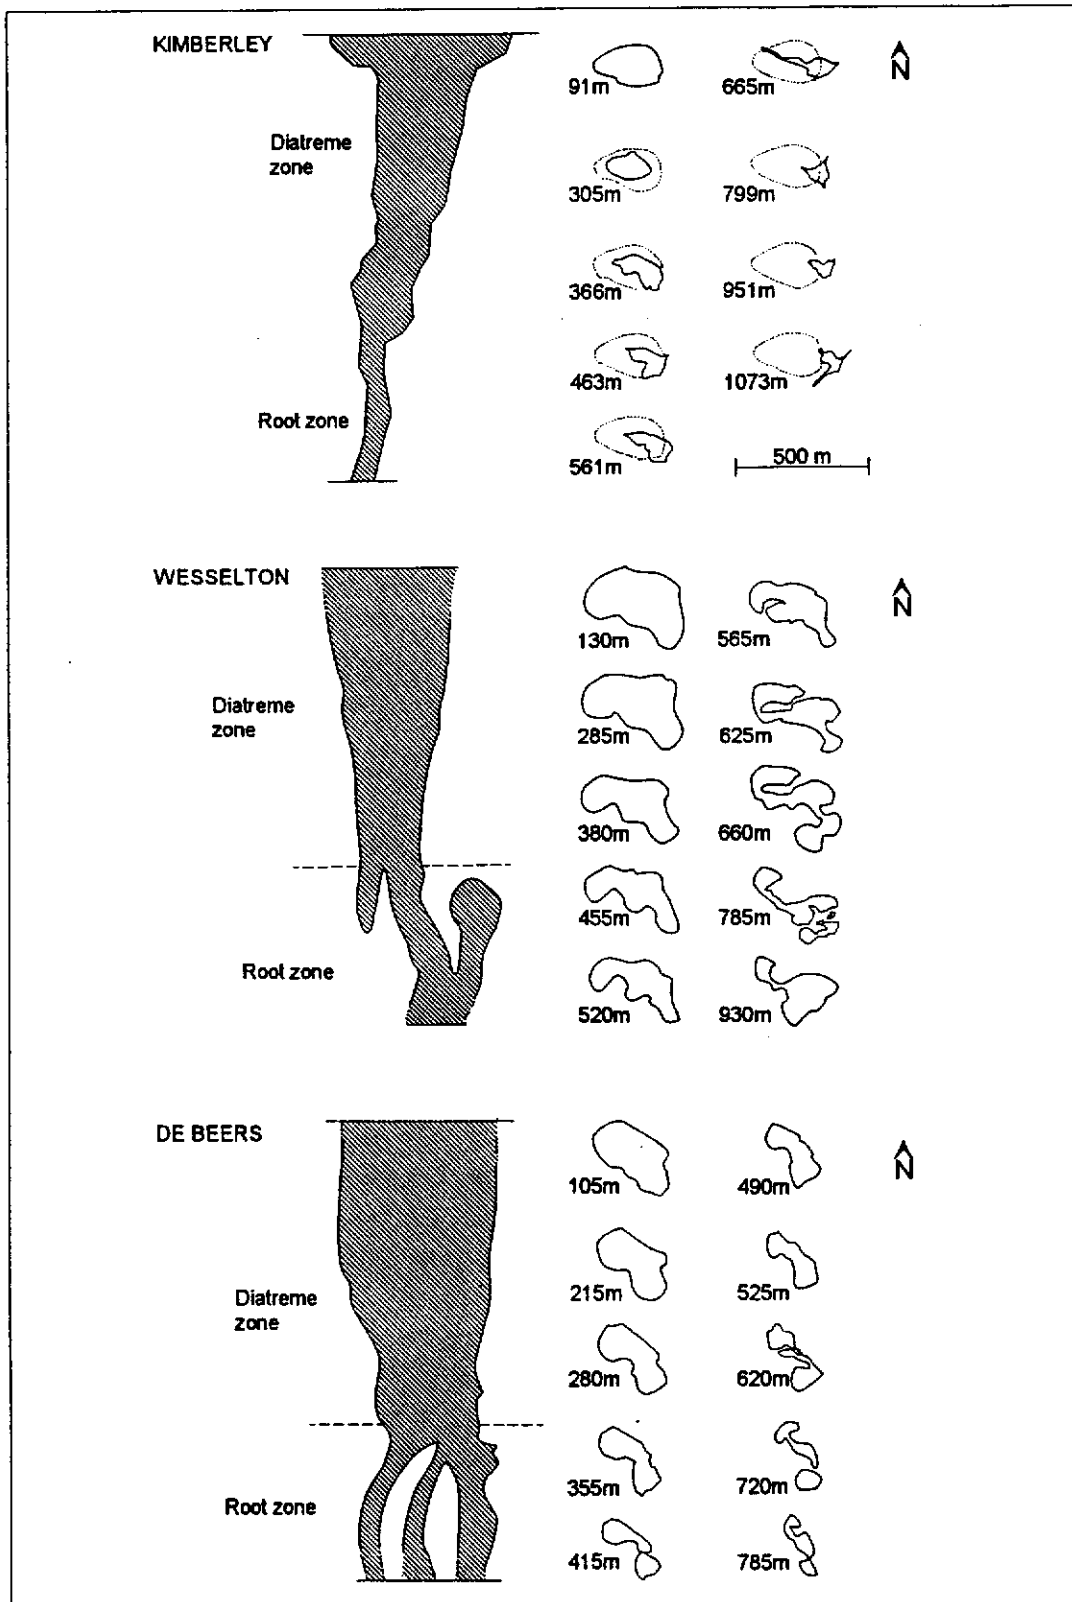 KIMBERLEY
Diatreme
zone
Root zone
91m
305m
366m
463m
561m
665m
799m
951m
1073m
500 m
N
WESSELTON
Diatreme
zone
Root zone
130m
285m
380m
455m
520m
565m
625m
660m
785m
930m
N
DE BEERS
Diatreme
zone
Root zone
105m
215m
280m
355m
415m
490m
525m
620m
720m
785m
N